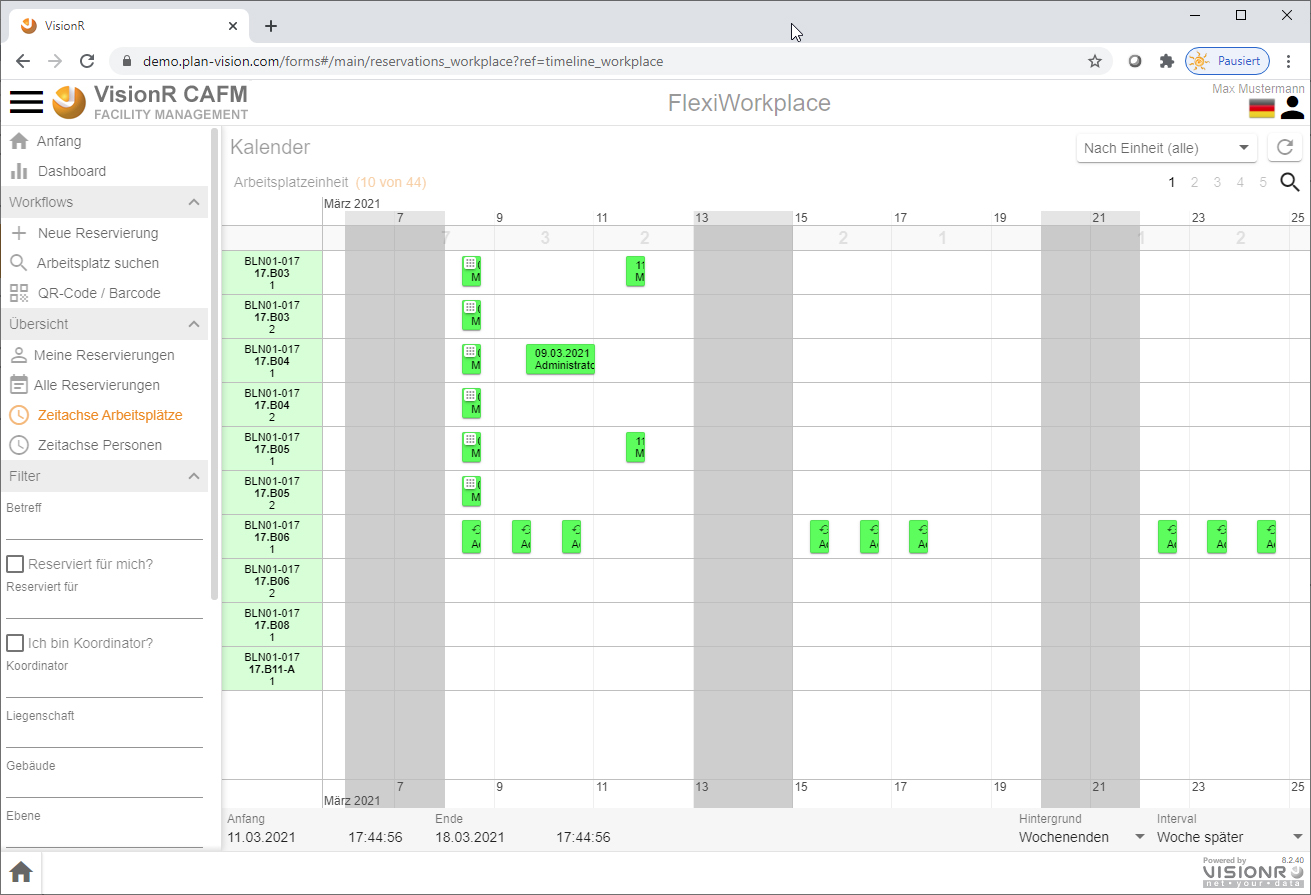 VisionR
demo.plan-vision.com/forms#/main/reservations_workplace?ref=timeline_workplace
Pausiert
VisionR CAFM
FACILITY MANAGEMENT
FlexiWorkplace
Max Mustermann
Anfang
Dashboard
Workflows
Neue Reservierung
Arbeitsplatz suchen
QR-Code / Barcode
Übersicht
Meine Reservierungen
Alle Reservierungen
Zeitachse Arbeitsplätze
Zeitachse Personen
Filter
Betreff
Reserviert für mich?
Reserviert für
Ich bin Koordinator?
Koordinator
Liegenschaft
Gebäude
Ebene
Kalender
Nach Einheit (alle)
Arbeitsplatzeinheit (10 von 44)
1 2 3 4 5
März 2021
7 9 11 13 15 17 19 21 23 25
7 3 2 2 1 1 2
BLN01-017
17.B03
1
M
11
M
BLN01-017
17.B03
2
M
BLN01-017
17.B04
1
M
09.03.2021
Administrato
BLN01-017
17.B04
2
M
BLN01-017
17.B05
1
M
11
M
BLN01-017
17.B05
2
M
BLN01-017
17.B06
1
BLN01-017
17.B06
2
BLN01-017
17.B08
1
BLN01-017
17.B11-A
1
7 9 11 13 15 17 19 21 23 25
März 2021
Anfang
11.03.2021 17:44:56
Ende
18.03.2021 17:44:56
Hintergrund
Wochenenden
Interval
Woche später
Powered by 8.2.40
VISIONR
net • your • data